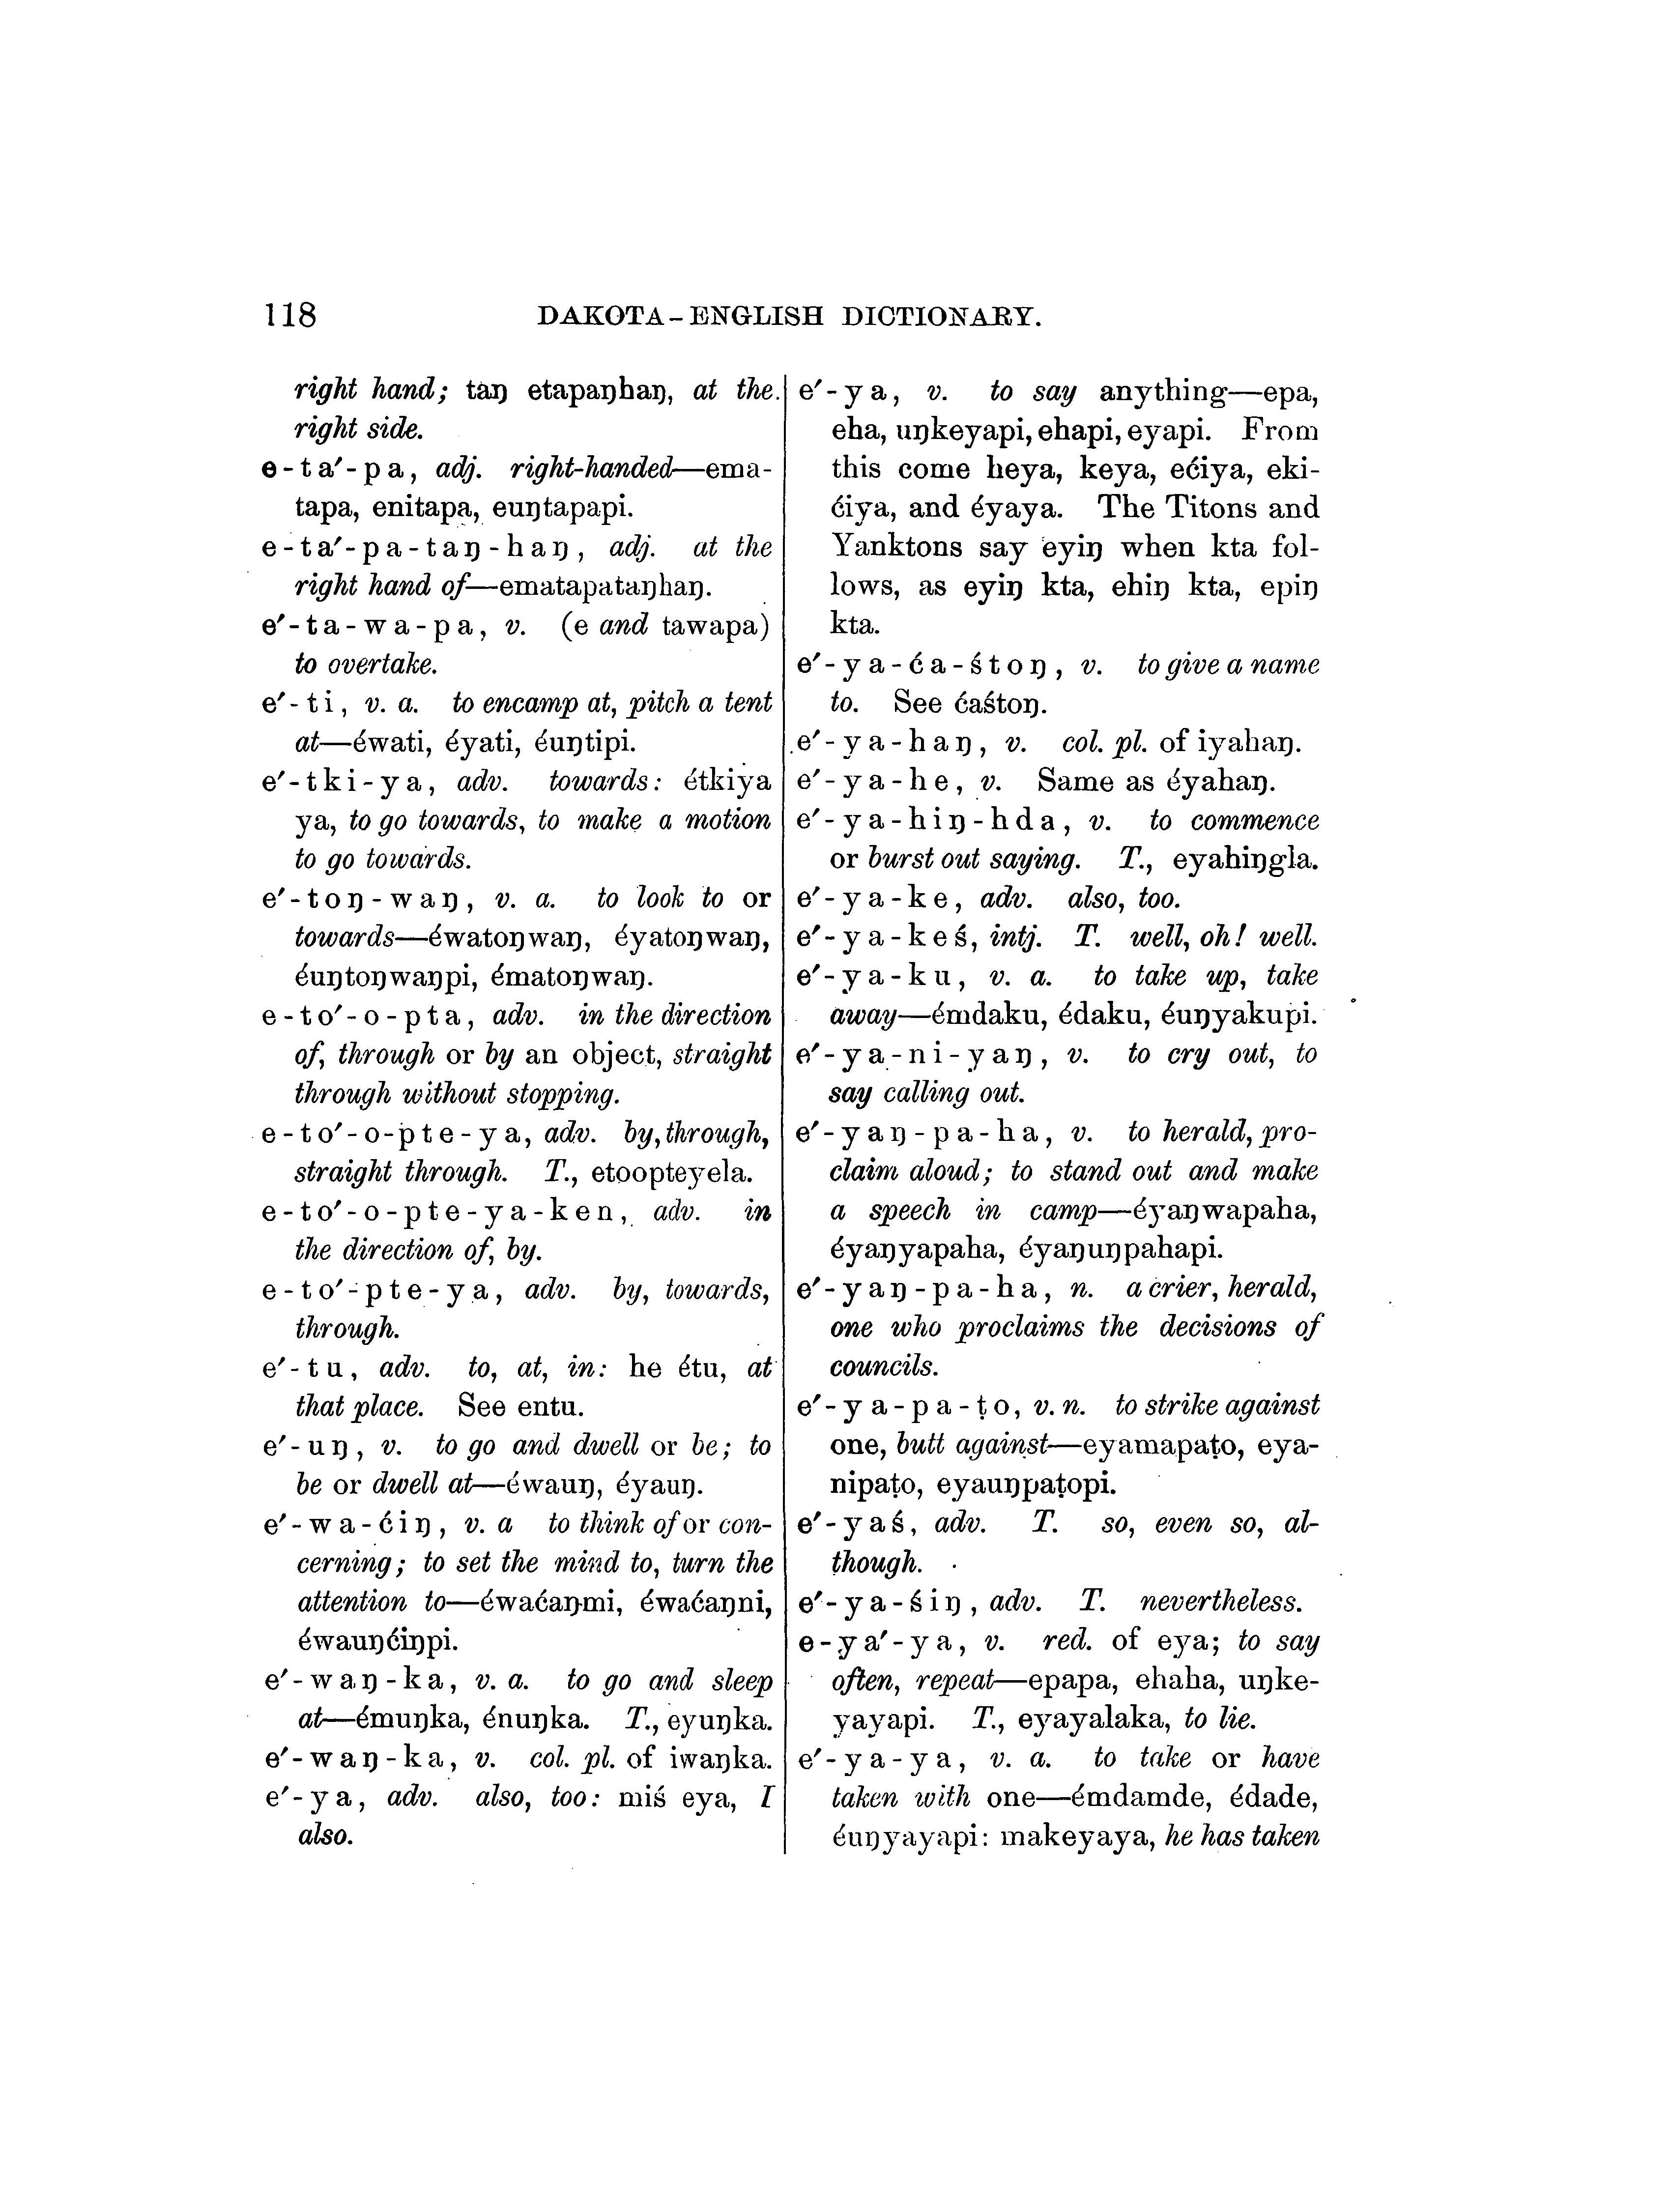 118 DAKOTA-ENGLISH DICTIONARY.
right hand; taŋ etapaŋhaŋ, at the
right side.
e-ta′-pa, adj. right-handed—ema-
tapa, enitapa, euŋtapapi.
e-ta′-pa-taŋ-haŋ, adj. at the
right hand of—ematapataŋhaŋ.
e′-ta-wa-pa, v. (e and tawapa)
to overtake.
e′-ti, v. a. to encamp at, pitch a tent
at—éwati, éyati, éuŋtipi.
e′-tki-ya, adv. towards: étkiya
ya, to go towards, to make a motion
to go towards.
e′-toŋ-waŋ, v. a. to look to or
towards—éwatoŋwaŋ, éyatoŋwaŋ,
éuŋtoŋwaŋpi, ématoŋwaŋ.
e-to′-o-pta, adv. in the direction
of, through or by an object, straight
through without stopping.
e-to′-o-pte-ya, adv. by, through,
straight through. T., etoopteyela.
e-to′-o-pte-ya-ken, adv. in
the direction of, by.
e-to′-pte-ya, adv. by, towards,
through.
e′-tu, adv. to, at, in: he étu, at
that place. See entu.
e′-uŋ, v. to go and dwell or be; to
be or dwell at—éwauŋ, éyauŋ.
e′-wa-ćiŋ, v. a to think of or con-
cerning; to set the mind to, turn the
attention to—éwaćaŋmi, éwaćaŋni,
éwauŋćiŋpi.
e′-waŋ-ka, v. a. to go and sleep
at—émuŋka, énuŋka. T., eyuŋka.
e′-waŋ-ka, v. col. pl. of iwaŋka.
e′-ya, adv. also, too: miś eya, I
also.
e′-ya, v. to say anything—epa,
eha, uŋkeyapi, ehapi, eyapi. From
this come heya, keya, ećiya, eki-
ćiya, and éyaya. The Titons and
Yanktons say eyiŋ when kta fol-
lows, as eyiŋ kta, ehiŋ kta, epiŋ
kta.
e′-ya-ća-śtoŋ, v. to give a name
to. See ćaśtoŋ.
e′-ya-haŋ, v. col. pl. of iyahaŋ.
e′-ya-he, v. Same as éyahaŋ.
e′-ya-hiŋ-hda, v. to commence
or burst out saying. T., eyahiŋgla.
e′-ya-ke, adv. also, too.
e′-ya-keś, intj. T. well, oh! well.
e′-ya-ku, v. a. to take up, take
away—émdaku, édaku, éuŋyakupi.
e′-ya-ni-yaŋ, v. to cry out, to
say calling out.
e′-yaŋ-pa-ha, v. to herald, pro-
claim aloud; to stand out and make
a speech in camp—éyaŋwapaha,
éyaŋyapaha, éyaŋuŋpahapi.
e′-yaŋ-pa-ha, n. a crier, herald,
one who proclaims the decisions of
councils.
e′-ya-pa-ṭo, v. n. to strike against
one, butt against—eyamapaṭo, eya-
nipaṭo, eyauŋpaṭopi.
e′-yaś, adv. T. so, even so, al-
though.
e′-ya-śiŋ, adv. T. nevertheless.
e-ya′-ya, v. red. of eya; to say
often, repeat—epapa, ehaha, uŋke-
yayapi. T., eyayalaka, to lie.
e′-ya-ya, v. a. to take or have
taken with one—émdamde, édade,
éuŋyayapi: makeyaya, he has taken